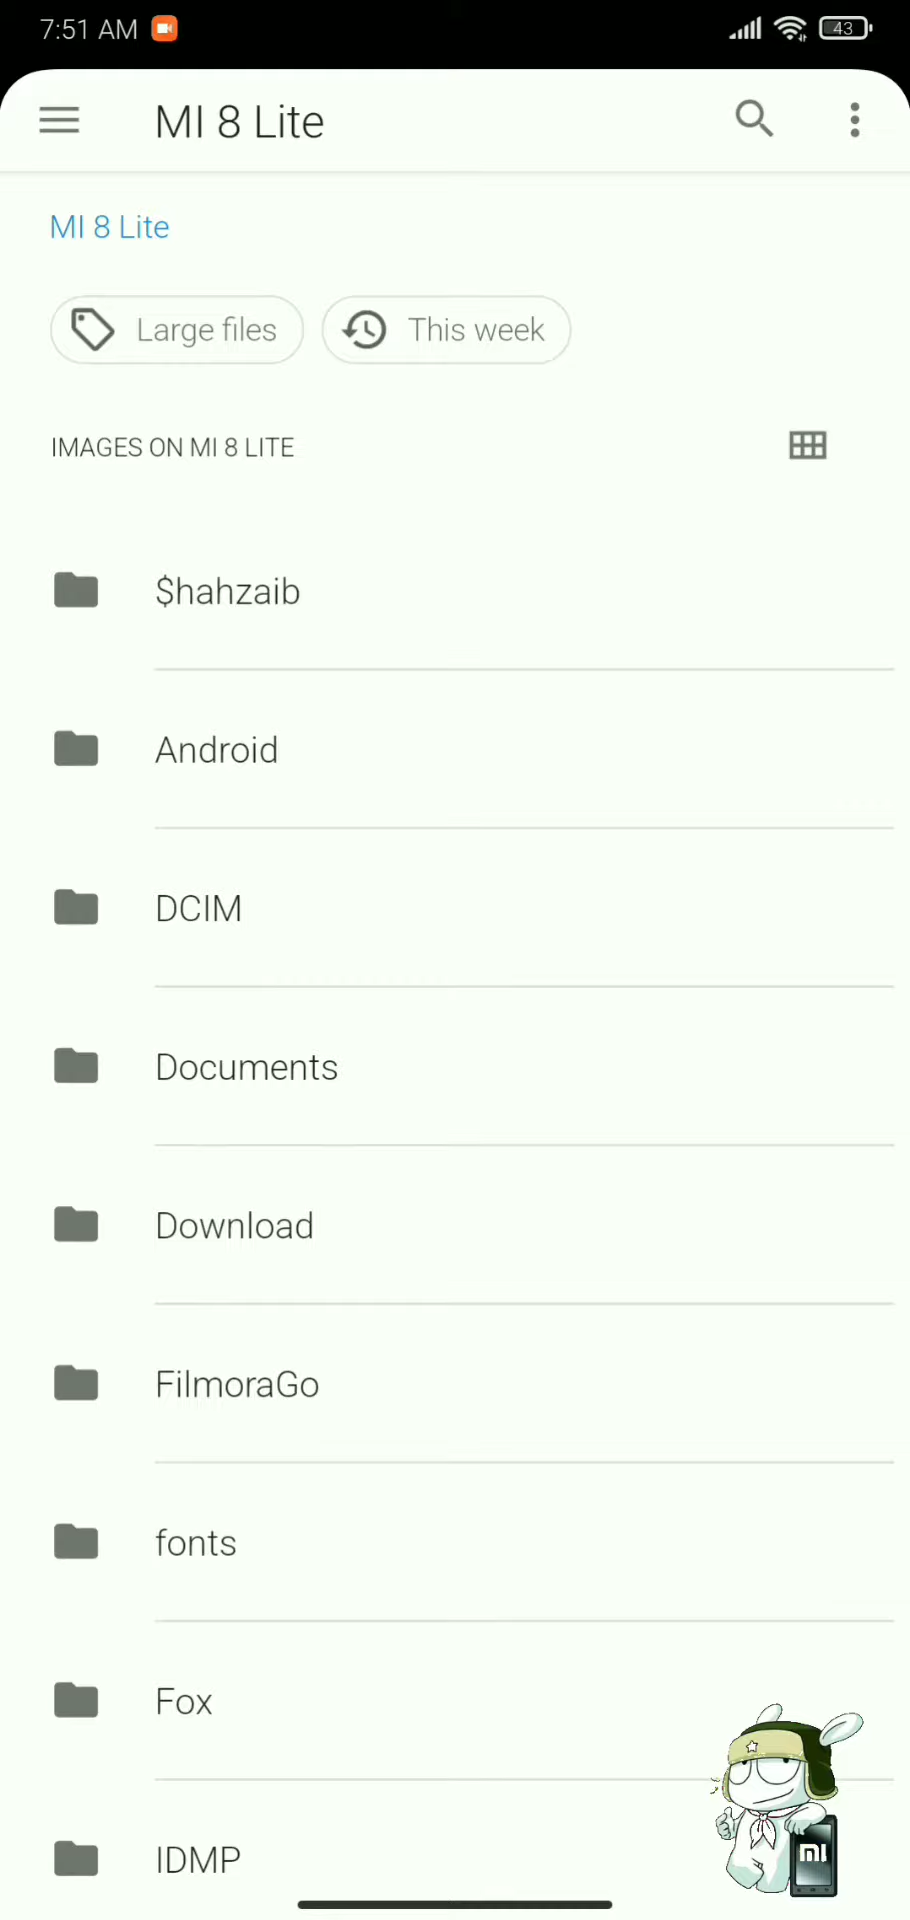 7:51 AM
43
MI 8 Lite
MI 8 Lite
Large files
This week
IMAGES ON MI 8 LITE
$hahzaib
Android
DCIM
Documents
Download
FilmoraGo
fonts
Fox
IDMP
MI